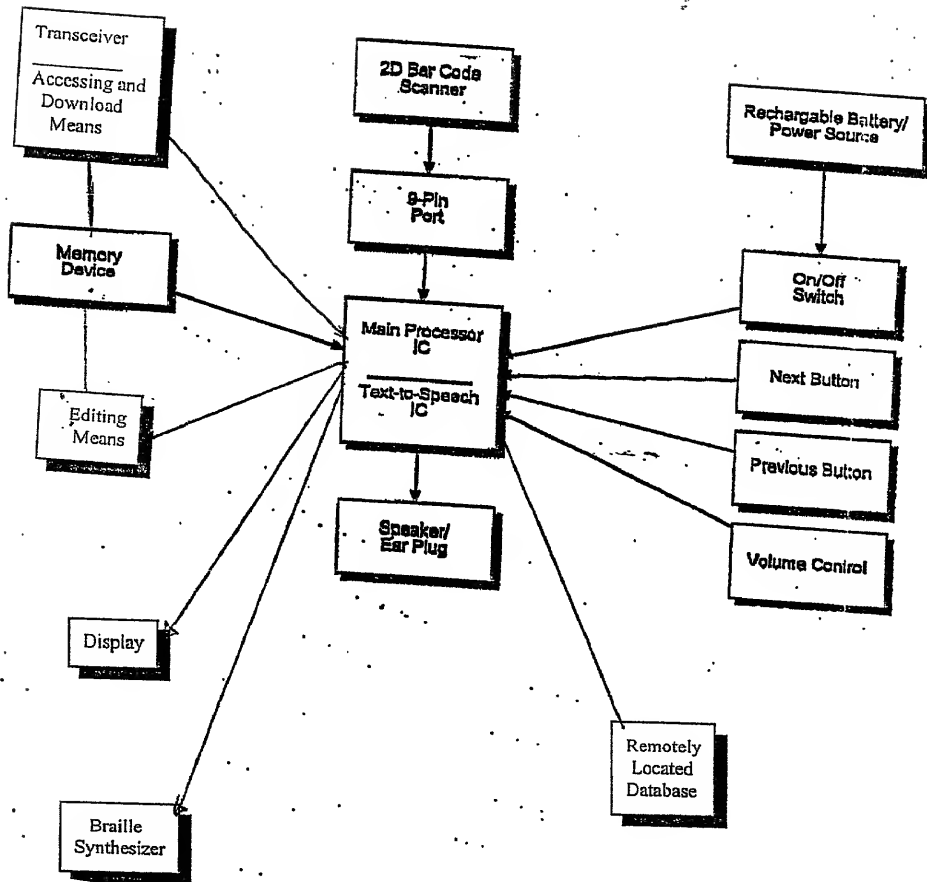 Transceiver
Accessing and
Download
Means
2D Bar Code
Scanner
Rechargable Battery/
Power Source
9-Pin
Port
Memory
Device
On/Off
Switch
Main Processor
IC
Text-to-Speech
IC
Next Button
Editing
Means
Previous Button
Speaker/
Ear Plug
Volume Control
Display
Remotely
Located
Database
Braille
Synthesizer